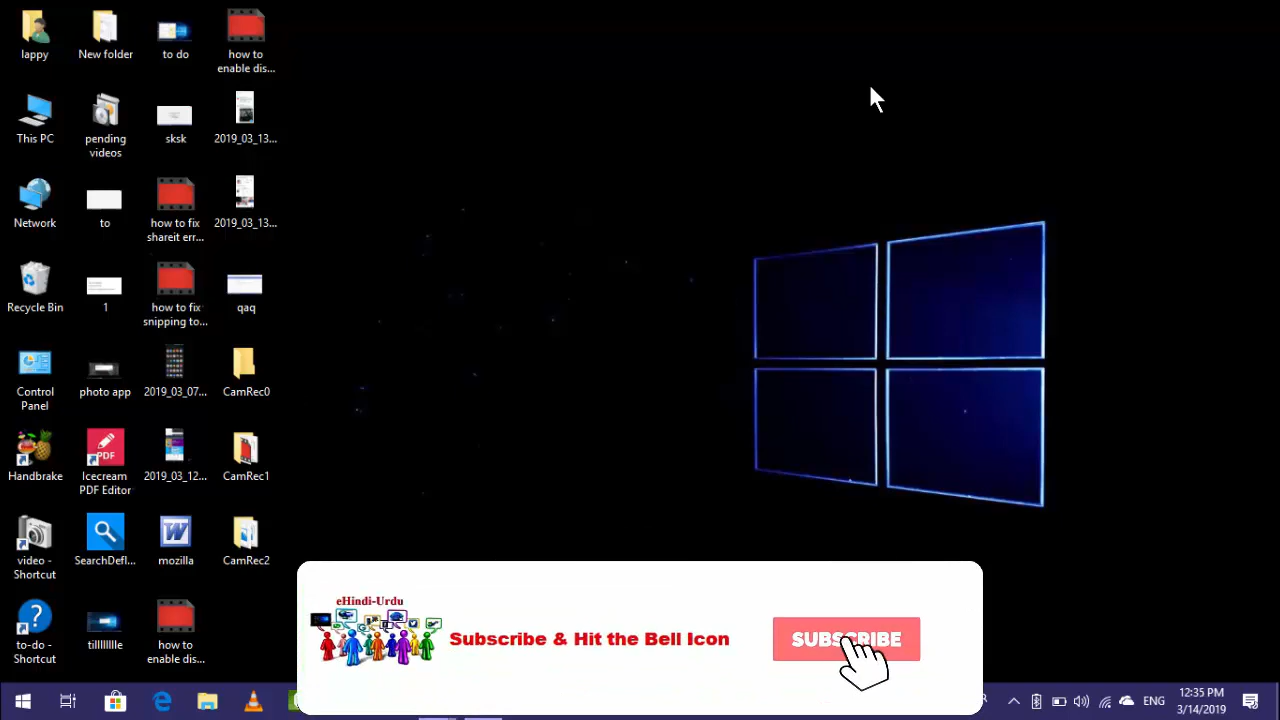 lappy
New folder
to do
how to
enable dis...
This PC
pending
videos
sksk
2019_03_13...
Network
to
how to fix
shareit err...
2019_03_13...
Recycle Bin
1
how to fix
snipping to...
qaq
Control
Panel
photo app
2019_03_07...
CamRec0
Handbrake
PDF
Icecream
PDF Editor
2019_03_12...
CamRec1
video -
Shortcut
SearchDefl...
mozilla
CamRec2
to-do -
Shortcut
how to
enable dis...
eHindi-Urdu
Subscribe & Hit the Bell Icon
SUBSCRIBE
ENG
12:35 PM
3/14/2019